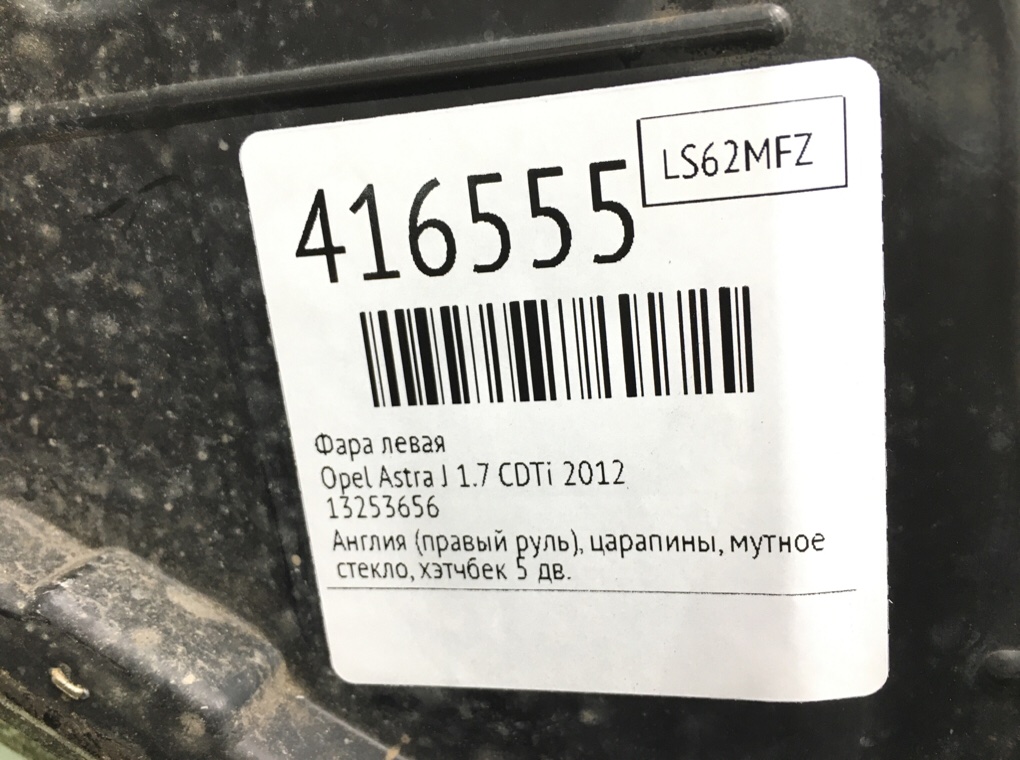 LS62MFZ
416555
Фара левая
Opel Astra J 1.7 CDTi 2012
13253656
Англия (правый руль), царапины, мутное
стекло, хэтчбек 5 дв.